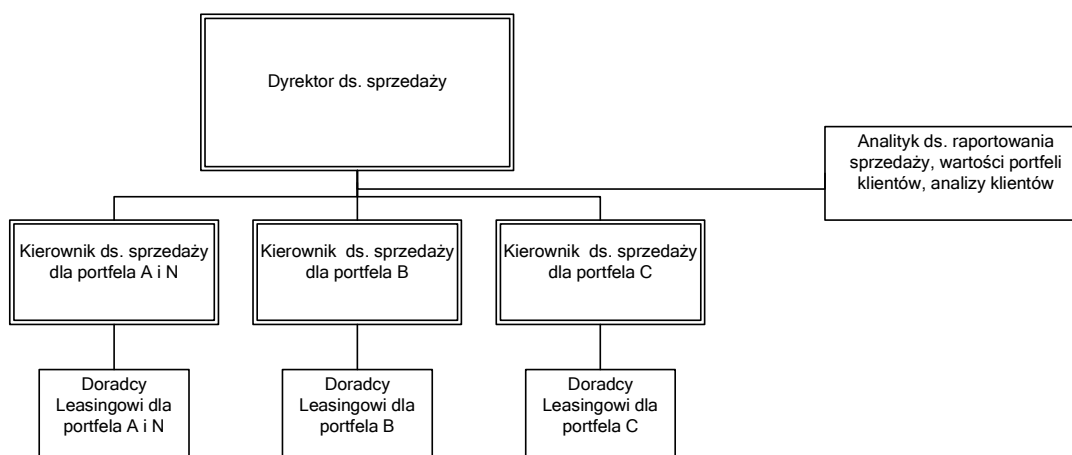 Dyrektor ds. sprzedaży
Analityk ds. raportowania
sprzedaży, wartości portfeli
klientów, analizy klientów
Kierownik ds. sprzedaży
dla portfela A i N
Kierownik  ds. sprzedaży
dla portfela B
Kierownik  ds. sprzedaży
dla portfela C
Doradcy
Leasingowi dla
portfela A i N
Doradcy
Leasingowi dla
portfela B
Doradcy
Leasingowi dla
portfela C